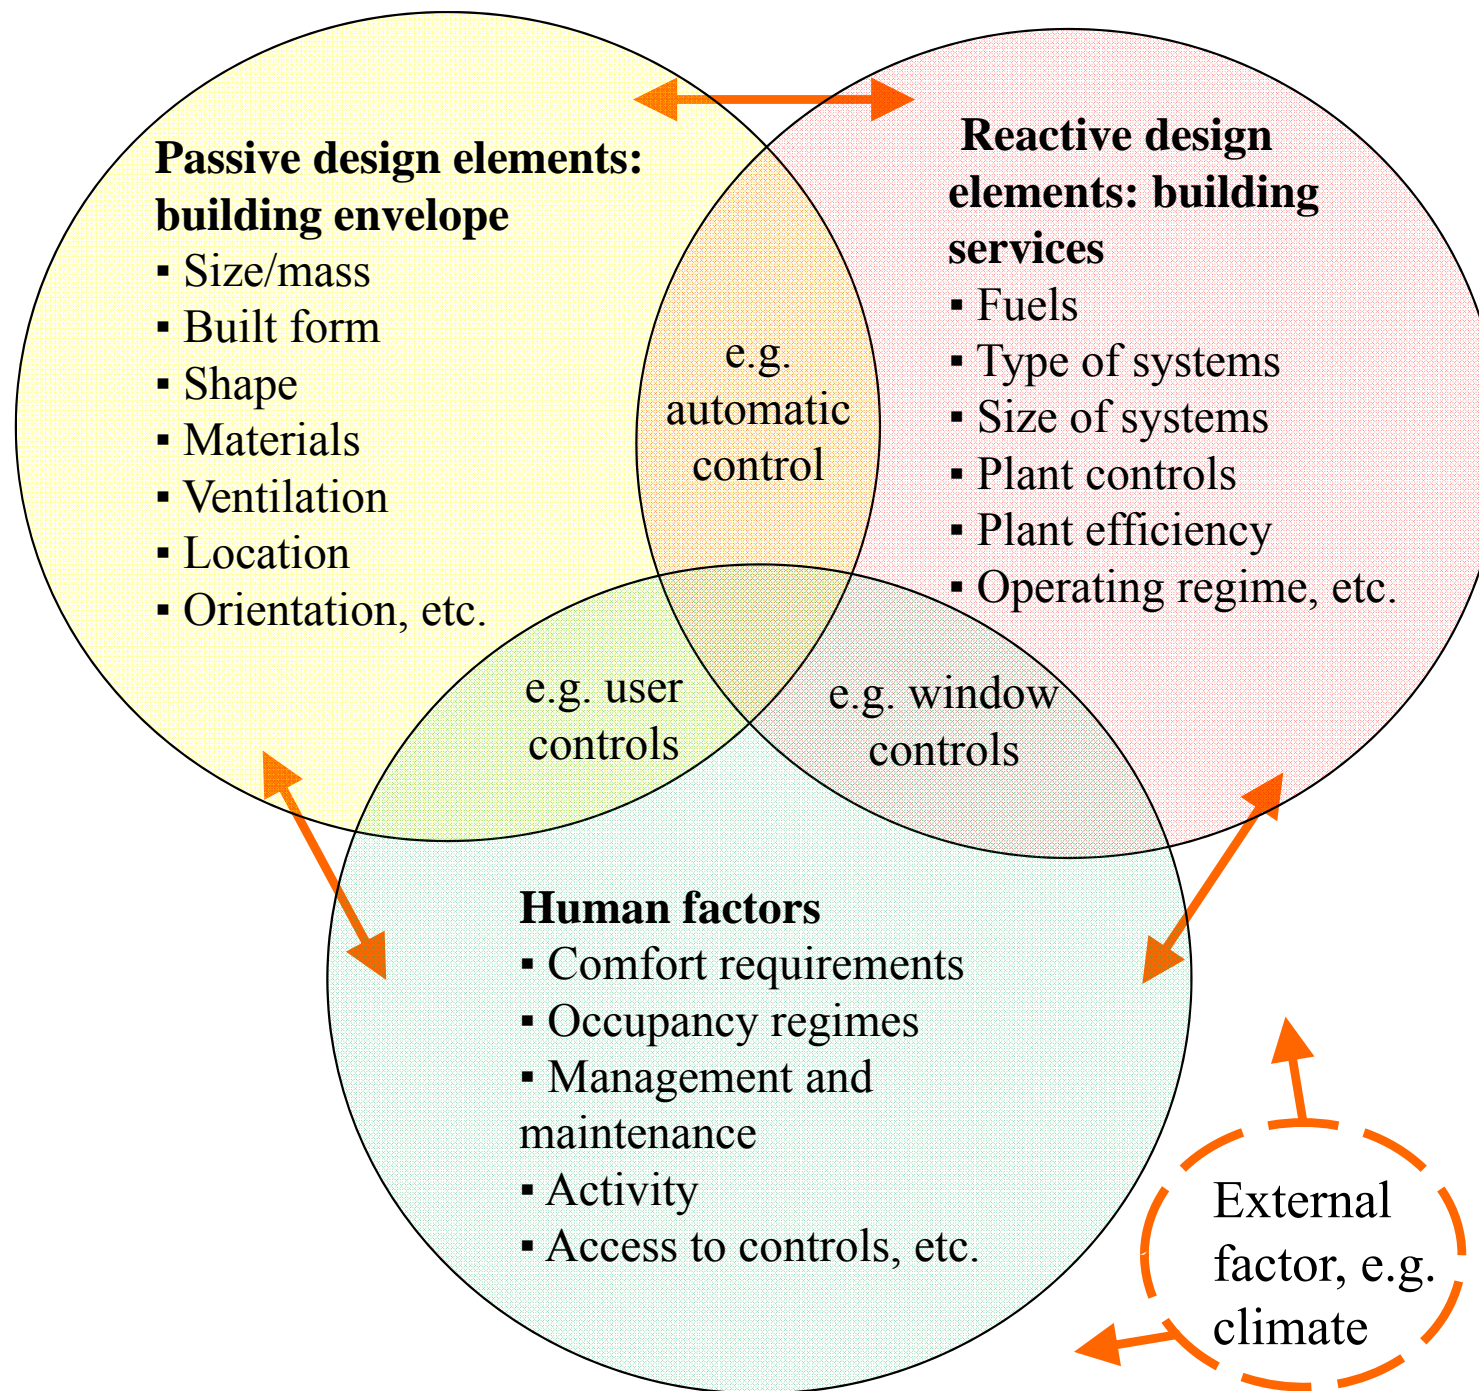 Passive design elements:
building envelope
▪ Size/mass
▪ Built form
▪ Shape
▪ Materials
▪ Ventilation
▪ Location
▪ Orientation, etc.
Reactive design
elements: building
services
▪ Fuels
▪ Type of systems
▪ Size of systems
▪ Plant controls
▪ Plant efficiency
▪ Operating regime, etc.
e.g.
automatic
control
e.g. user
controls
e.g. window
controls
Human factors
▪ Comfort requirements
▪ Occupancy regimes
▪ Management and
maintenance
▪ Activity
▪ Access to controls, etc.
External
factor, e.g.
climate